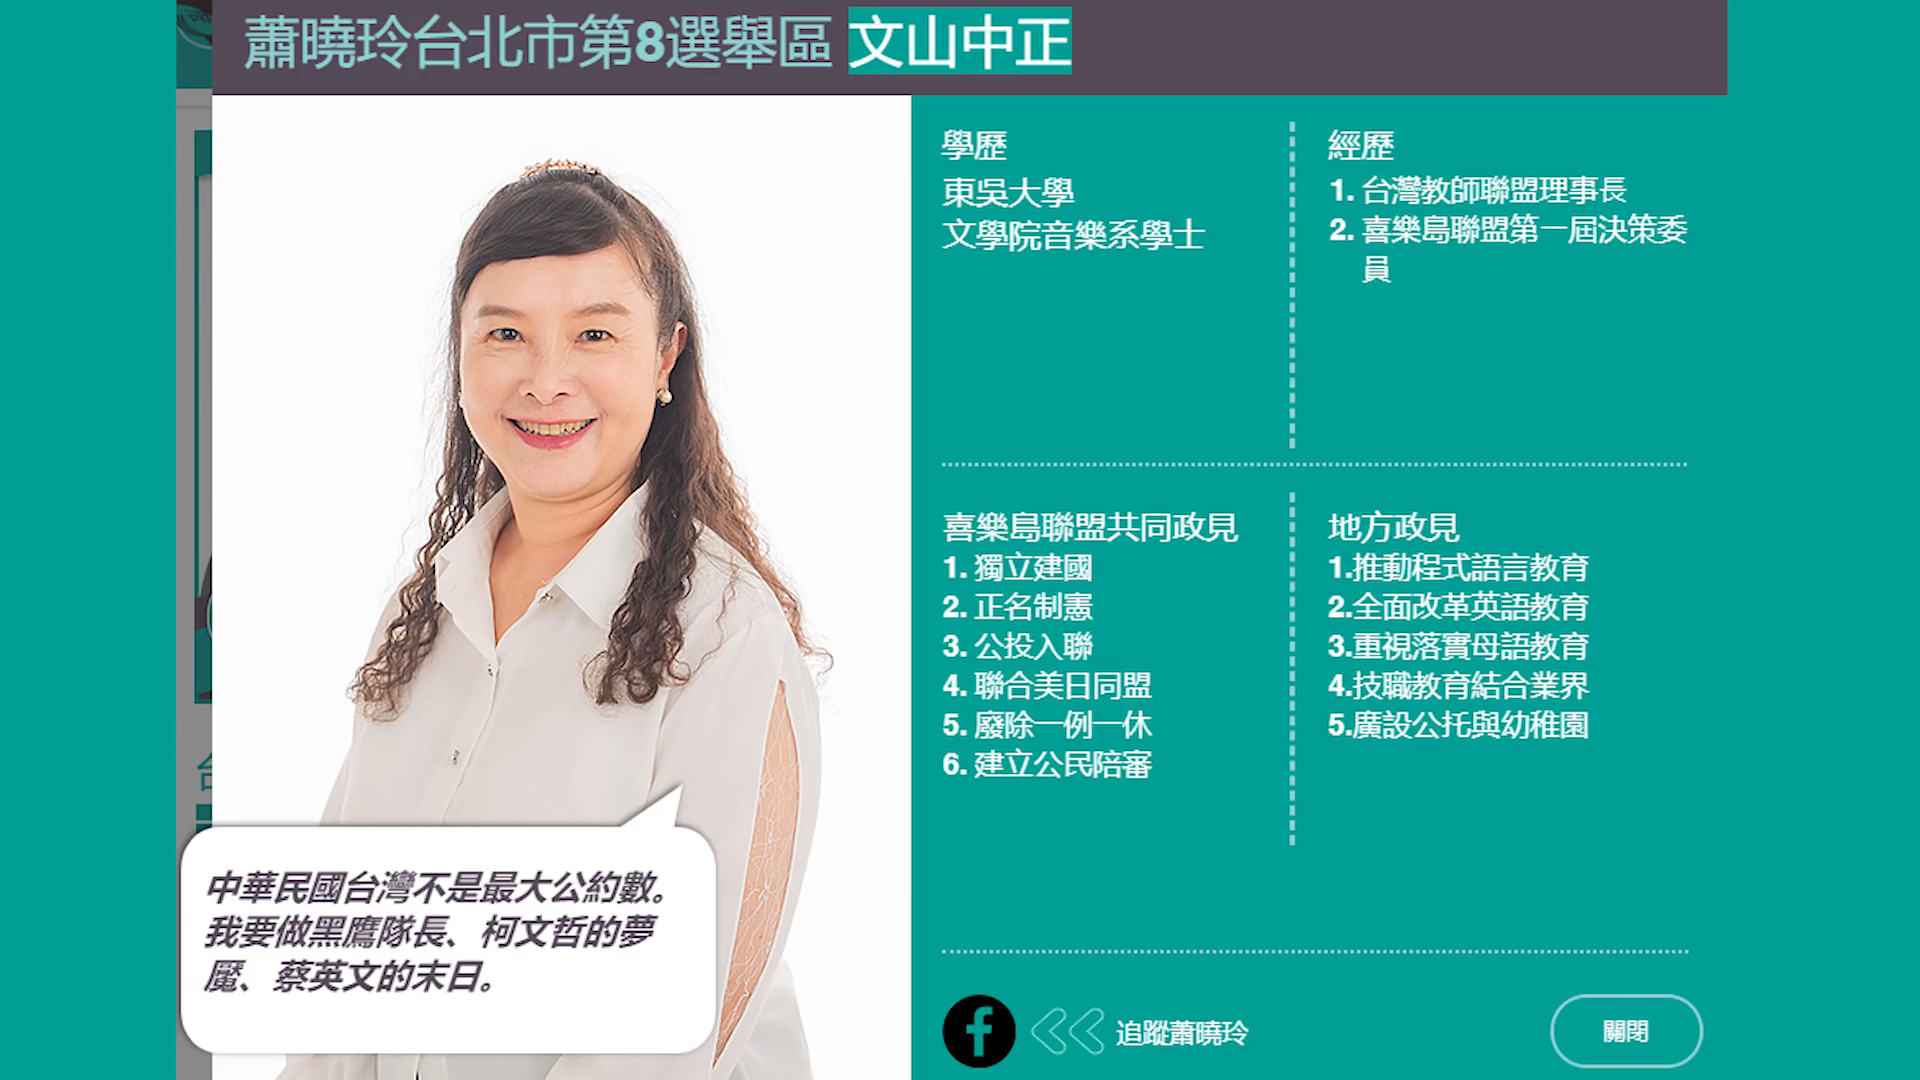 蕭曉玲台北市第8選舉區 文山中正
學歷
東吳大學
文學院音樂系學士
經歷
1. 台灣教師聯盟理事長
2. 喜樂島聯盟第一屆決策委
員
喜樂島聯盟共同政見
1. 獨立建國
2. 正名制憲
3. 公投入聯
4. 聯合美日同盟
5. 廢除一例一休
6. 建立公民陪審
地方政見
1.推動程式語言教育
2.全面改革英語教育
3.重視落實母語教育
4.技職教育結合業界
5.廣設公托與幼稚園
中華民國台灣不是最大公約數。
我要做黑鷹隊長、柯文哲的夢
魘、蔡英文的末日。
追蹤蕭曉玲
關閉